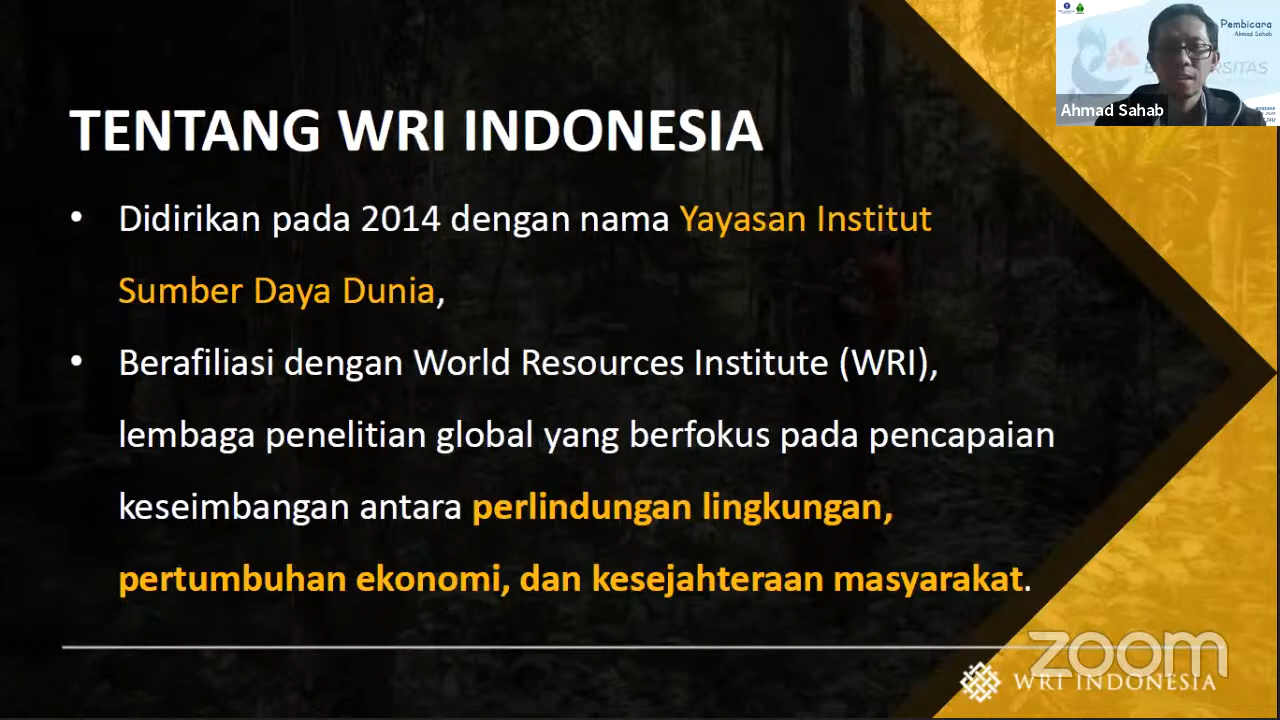 Pembicara
Ahmad Sahab
RSITAS
Ahmad Sahab
TENTANG WRI INDONESIA
• Didirikan pada 2014 dengan nama Yayasan Institut
Sumber Daya Dunia,
• Berafiliasi dengan World Resources Institute (WRI),
lembaga penelitian global yang berfokus pada pencapaian
keseimbangan antara perlindungan lingkungan,
pertumbuhan ekonomi, dan kesejahteraan masyarakat.
zoom
WRI INDONESIA